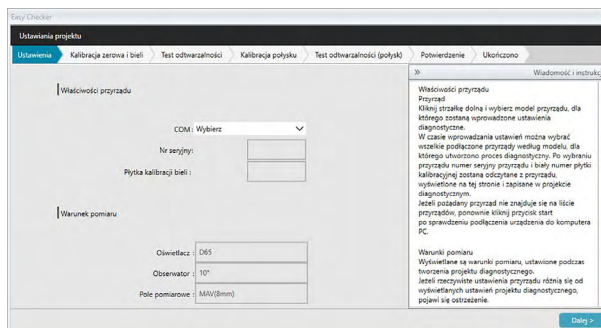 Easy Checker
Ustawiania projektu
Ustawienia Kalibracja zerowa i bieli Test odtwarzalności Kalibracja połysku Test odtwarzalności (połysk) Potwierdzenie Ukończono
Właściwości przyrządu
COM: Wybierz
Nr seryjny:
Płytka kalibracji bieli :
Warunek pomiaru
Oświetlacz : D65
Obserwator : 10°
Pole pomiarowe : MAV(8mm)
» Wiadomość i instrukc
Właściwości przyrządu
Przyrząd
Kliknij strzałkę dolną i wybierz model przyrządu, dla
którego zostaną wprowadzone ustawienia
diagnostyczne.
W czasie wprowadzania ustawień można wybrać
wszelkie podłączone przyrządy według modelu, dla
którego utworzono proces diagnostyczny. Po wybraniu
przyrządu numer seryjny przyrządu i biały numer płytki
kalibracyjnej zostaną odczytane z przyrządu,
wyświetlone na tej stronie i zapisane w projekcie
diagnostycznym.
Jeżeli pożądany przyrząd nie znajduje się na liście
przyrządów, ponownie kliknij przycisk start
po sprawdzeniu podłączenia urządzenia do komputera
PC.
Warunki pomiaru
Wyświetlane są warunki pomiaru, ustawione podczas
tworzenia projektu diagnostycznego.
Jeżeli rzeczywiste ustawienia przyrządu różnią się od
wyświetlanych ustawień projektu diagnostycznego,
pojawi się ostrzeżenie.
Dalej >